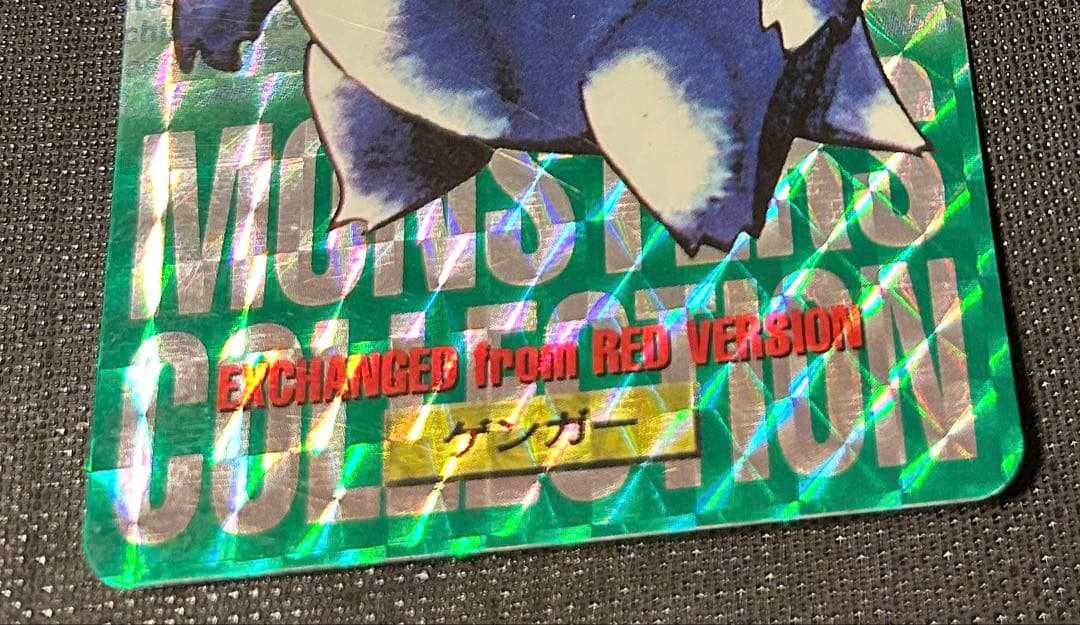 MONSTERS
COLLECTION
EXCHANGED from RED VERSION
ゲンガー